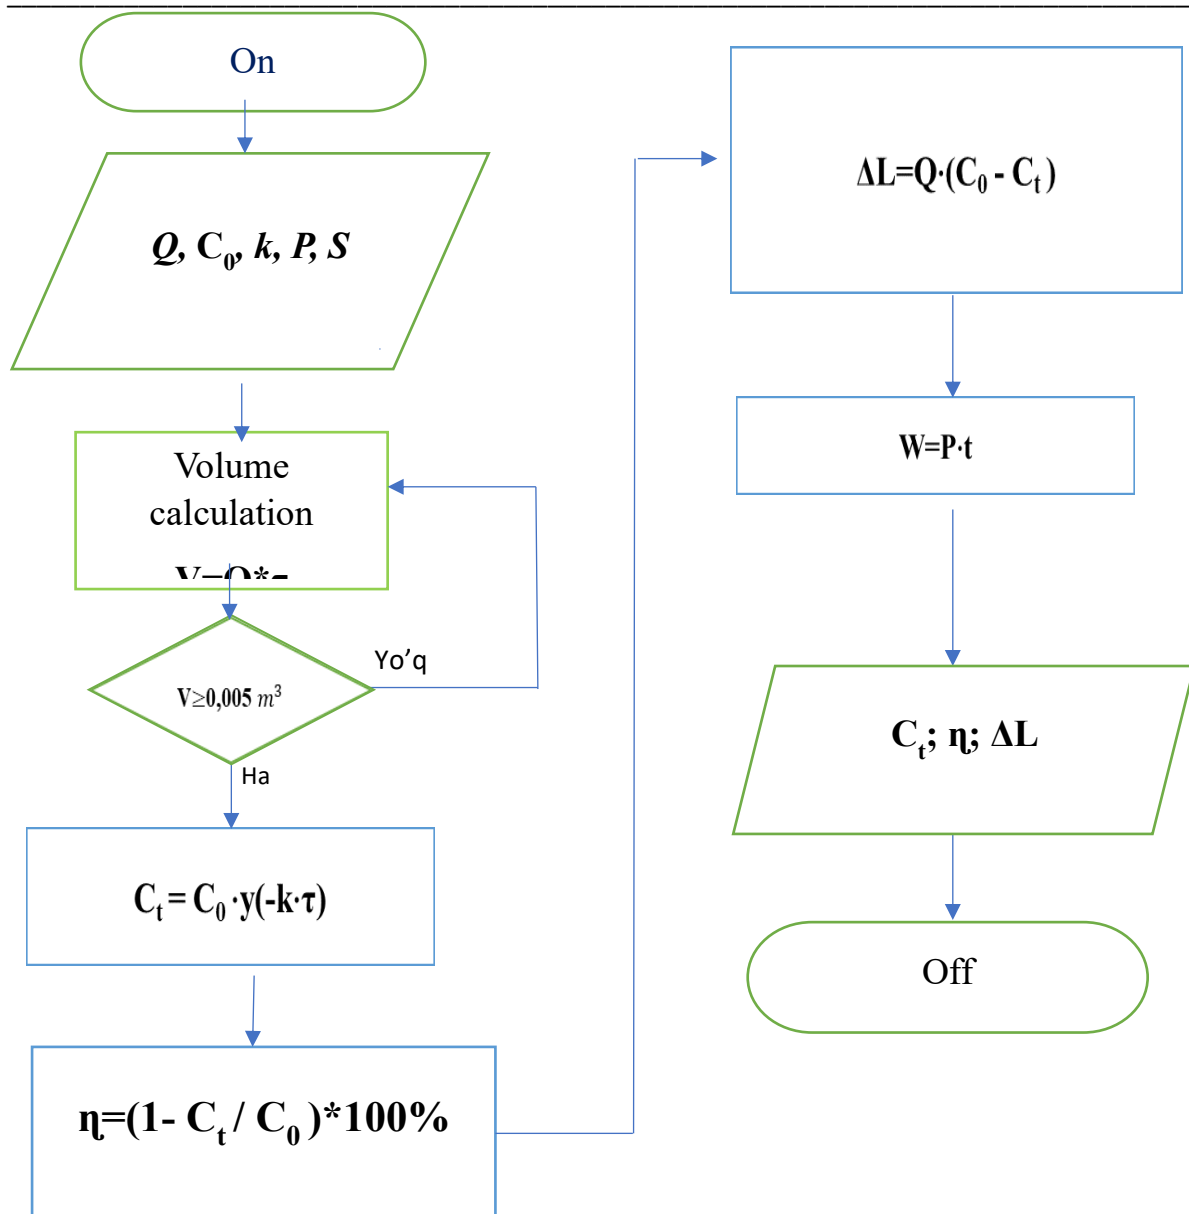 On
Q, C₀, k, P, S
Volume
calculation
V≥0,005 m³
Yo’q
Ha
Cₜ = C₀ ·y(-k·τ)
η=(1- Cₜ / C₀ )*100%
ΔL=Q·(C₀ - Cₜ )
W=P·t
Cₜ; η; ΔL
Off